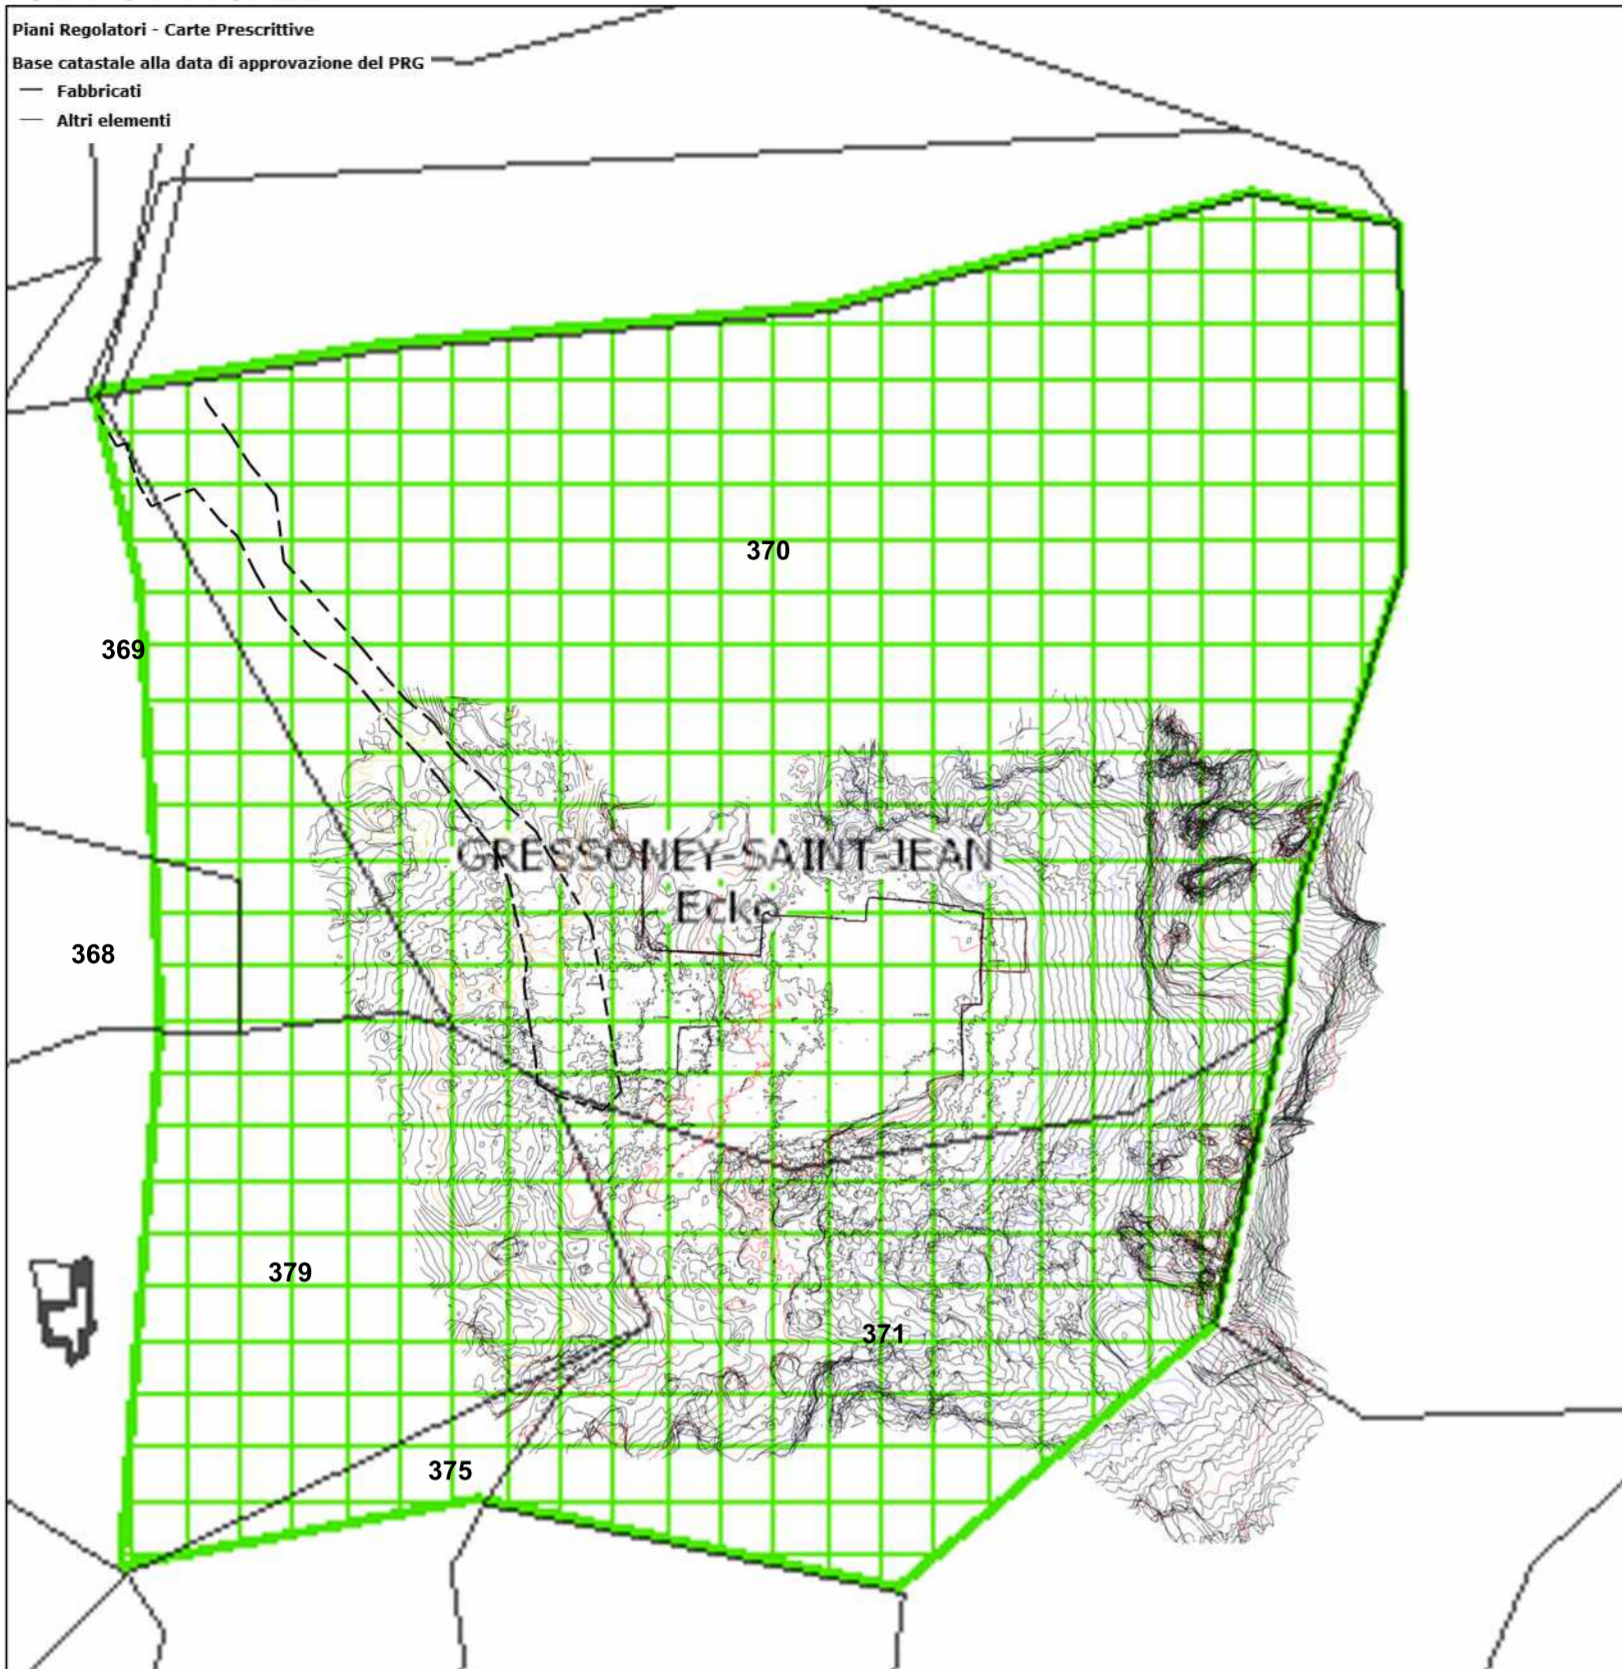 Piani Regolatori - Carte Prescrittive
Base catastale alla data di approvazione del PRG
Fabbricati
Altri elementi
370
369
GRESSONEY-SAINT-JEAN
Ecko
368
379
371
375